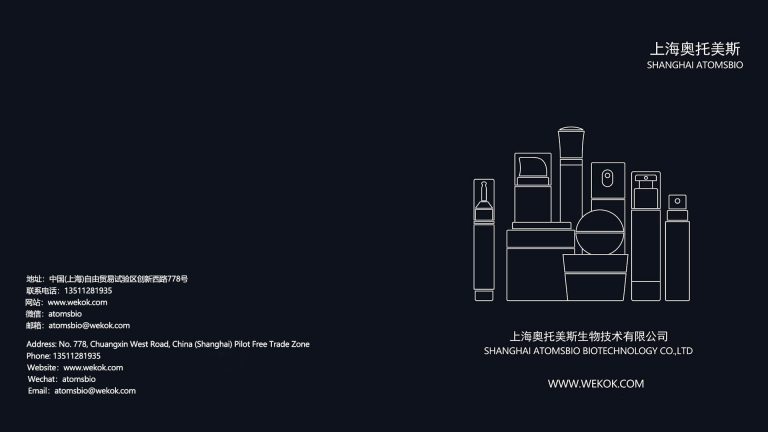 上海奥托美斯
SHANGHAI ATOMSBIO
地址：中国(上海)自由贸易试验区创新西路778号
联系电话：13511281935
网站：www.wekok.com
微信：atomsbio
邮箱：atomsbio@wekok.com
Address: No. 778, Chuangxin West Road, China (Shanghai) Pilot Free Trade Zone
Phone: 13511281935
Website：www.wekok.com
Wechat：atomsbio
Email：atomsbio@wekok.com
上海奥托美斯生物技术有限公司
SHANGHAI ATOMSBIO BIOTECHNOLOGY CO.,LTD
WWW.WEKOK.COM